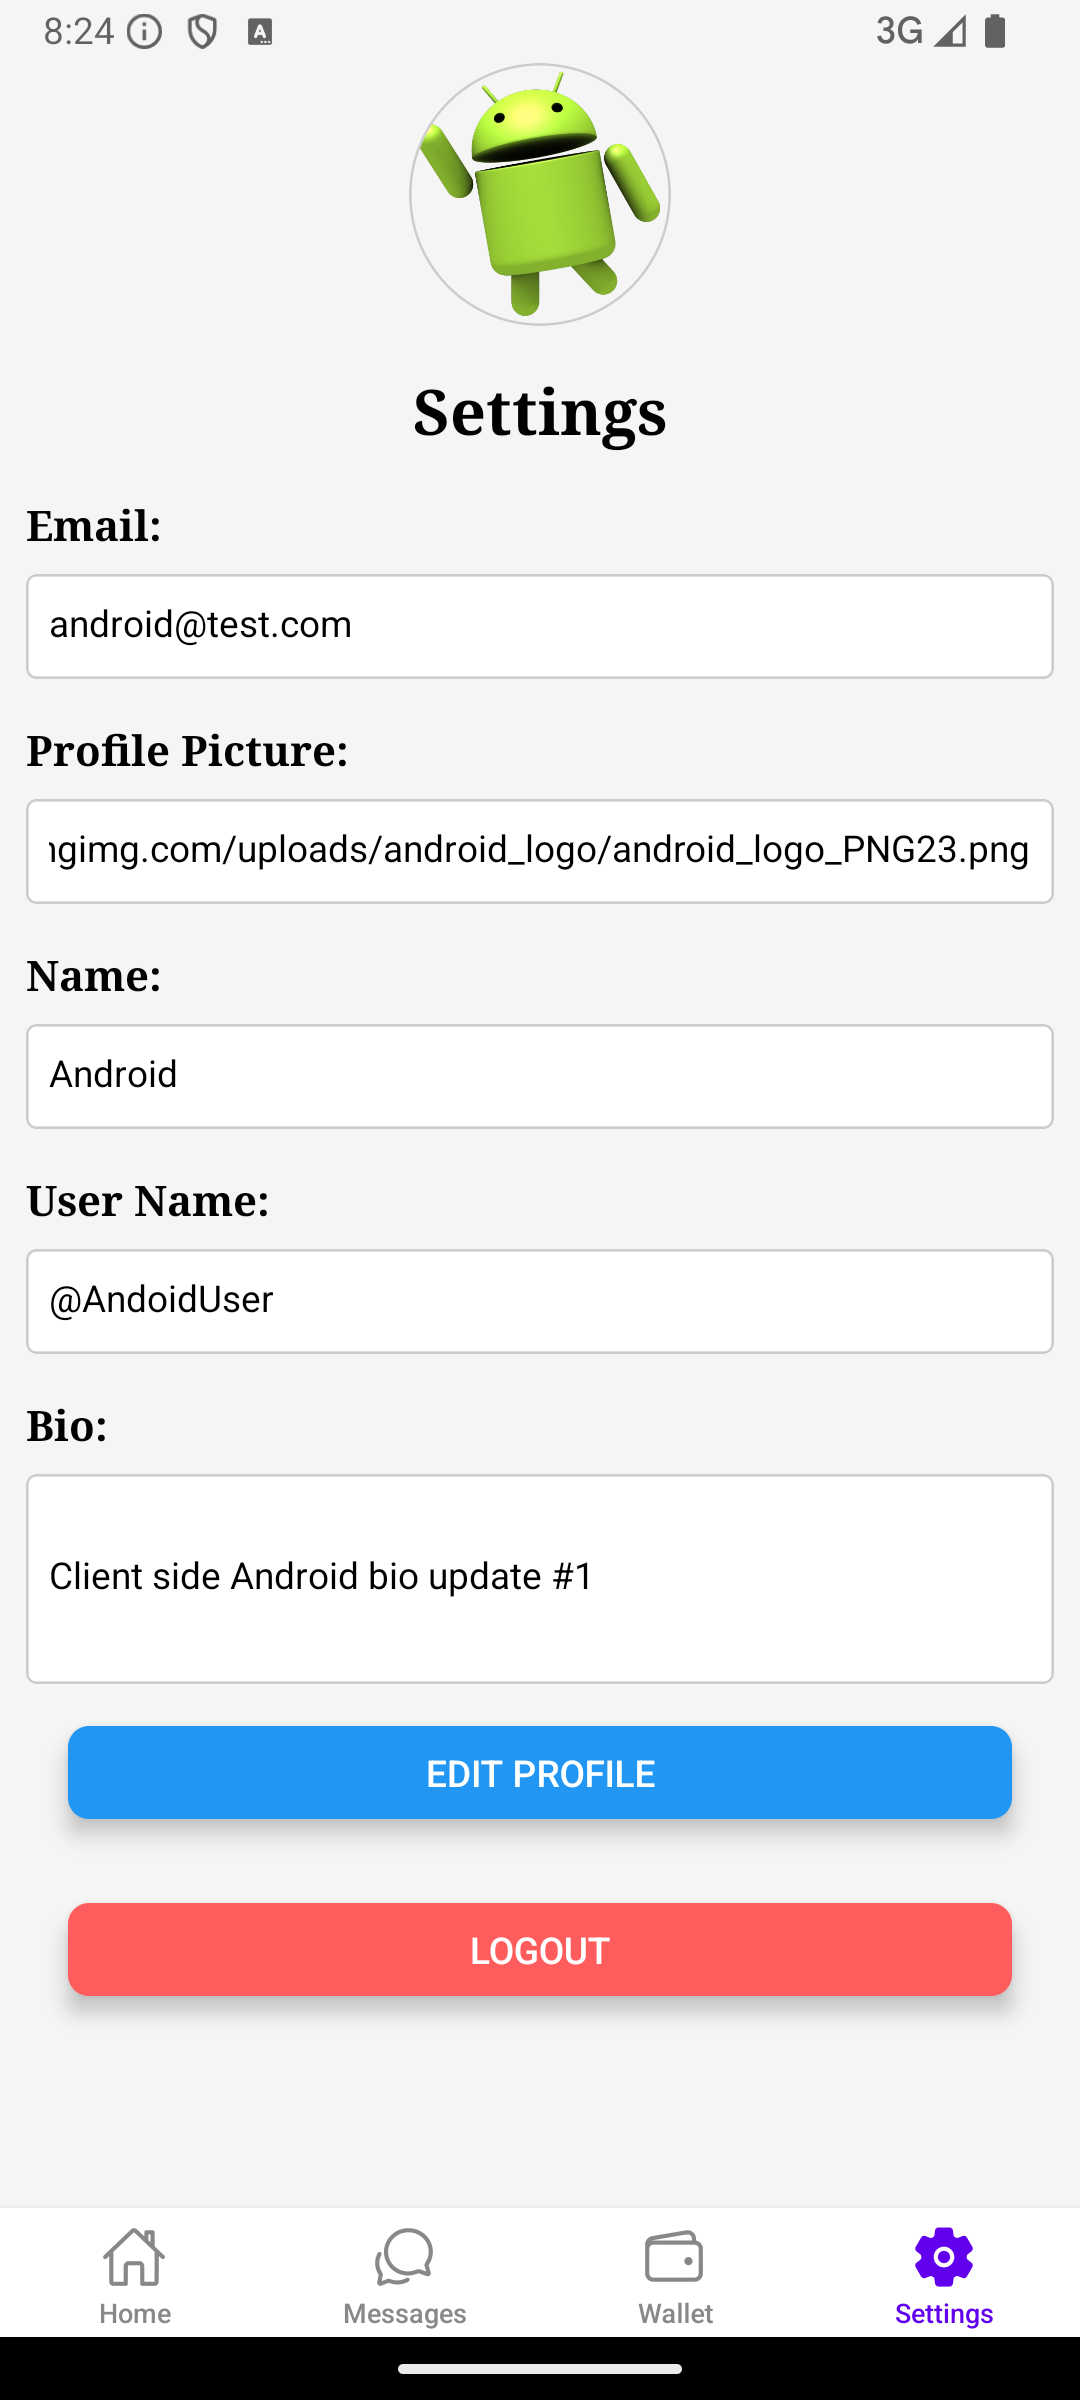 8:24
3G
Settings
Email:
android@test.com
Profile Picture:
gimg.com/uploads/android_logo/android_logo_PNG23.png
Name:
Android
User Name:
@AndoidUser
Bio:
Client side Android bio update #1
EDIT PROFILE
LOGOUT
Home
Messages
Wallet
Settings